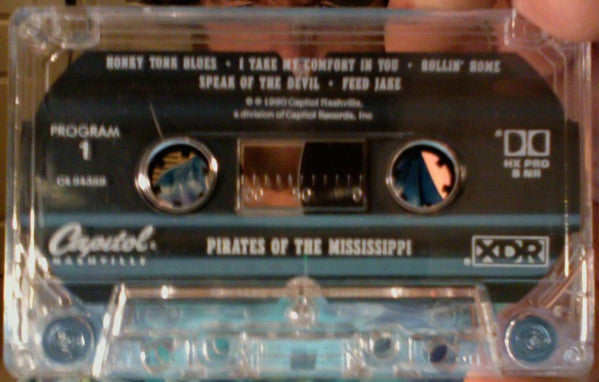 HONKY TONK BLUES • I TAKE MY COMFORT IN YOU • ROLLIN' HOME
SPEAK OF THE DEVIL • FEED JAKE
℗ © 1990 Capitol Nashville,
a division of Capitol Records, Inc
PROGRAM
1
HX PRO
B NR
Capitol®
NASHVILLE
PIRATES OF THE MISSISSIPPI
XDR